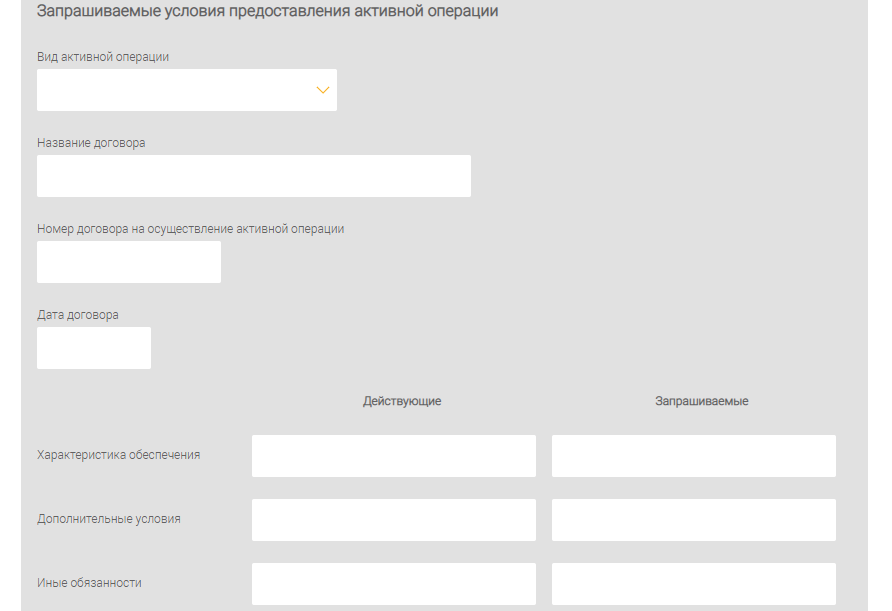 Запрашиваемые условия предоставления активной операции
Вид активной операции
Название договора
Номер договора на осуществление активной операции
Дата договора
Действующие Запрашиваемые
Характеристика обеспечения
Дополнительные условия
Иные обязанности